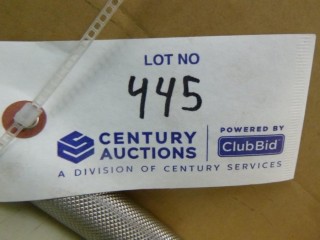 LOT NO
445
CENTURY AUCTIONS
POWERED BY
ClubBid
A DIVISION OF CENTURY SERVICES